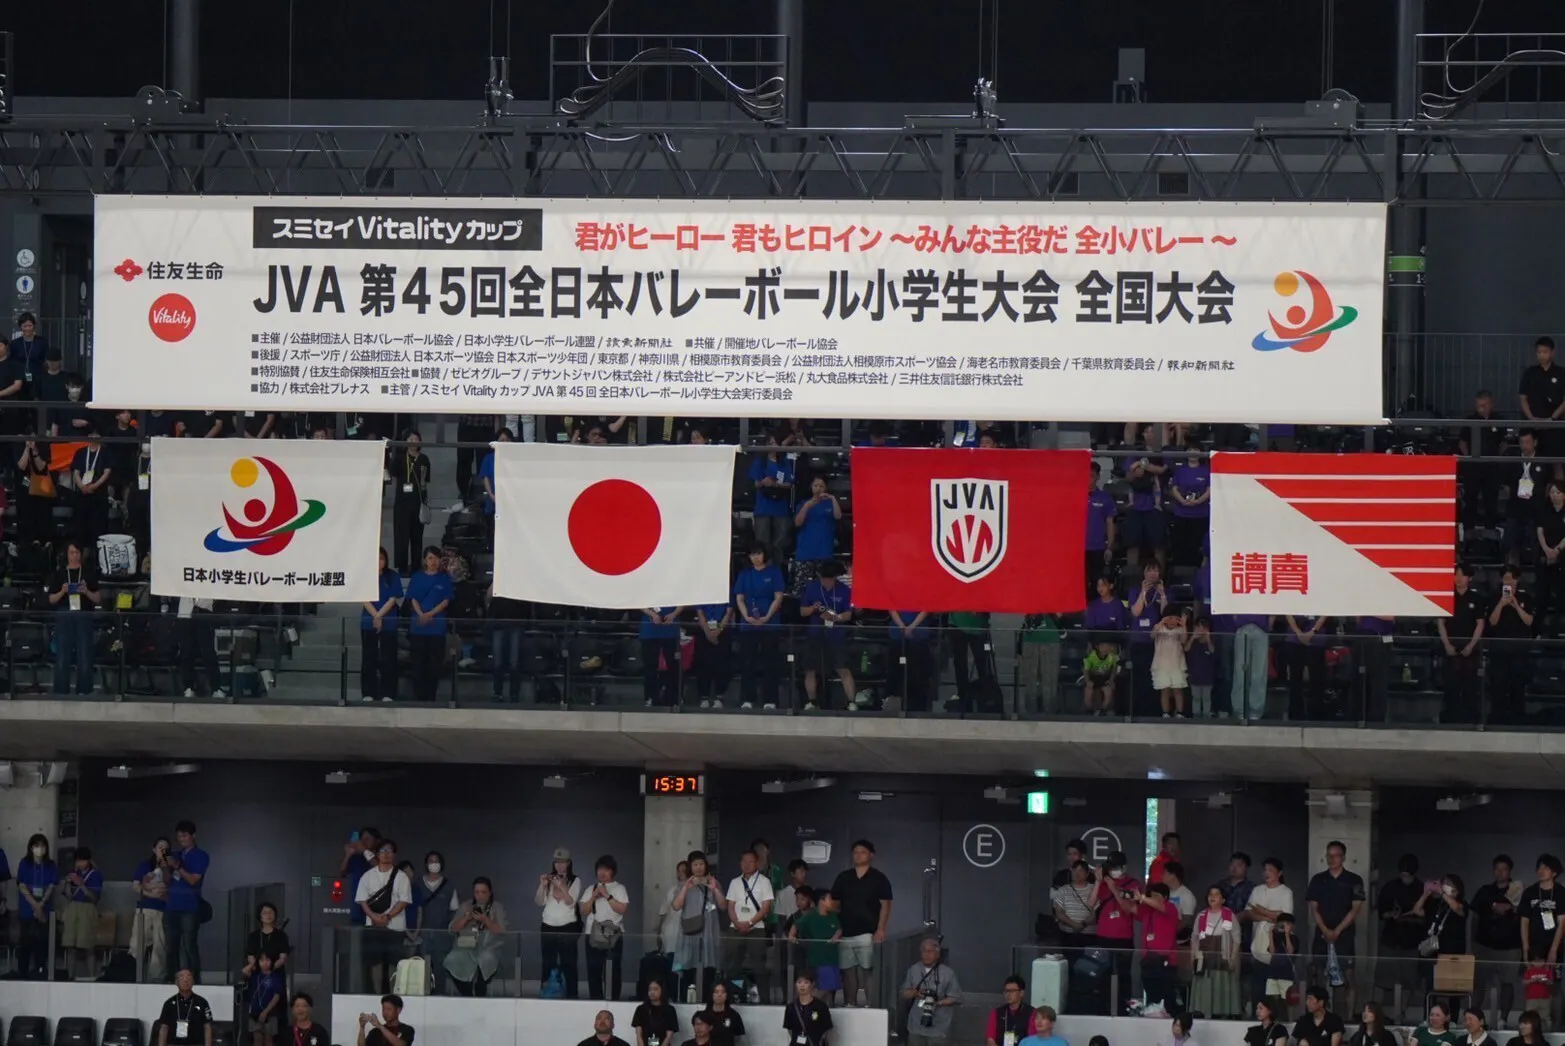 スミセイVitalityカップ
君がヒーロー 君もヒロイン ～みんな主役だ 全小バレー～
住友生命
Vitality
JVA 第45回全日本バレーボール小学生大会 全国大会
■主催 / 公益財団法人 日本バレーボール協会 / 日本小学生バレーボール連盟 / 読売新聞社 ■共催 / 開催地バレーボール協会
■後援 / スポーツ庁 / 公益財団法人 日本スポーツ協会 日本スポーツ少年団 / 東京都 / 神奈川県 / 相模原市教育委員会 / 公益財団法人相模原市スポーツ協会 / 海老名市教育委員会 / 千葉県教育委員会 / 報知新聞社
■特別協賛 / 住友生命保険相互会社 ■協賛 / ゼビオグループ / デサントジャパン株式会社 / 株式会社ピーアンドピー浜松 / 丸大食品株式会社 / 三井住友信託銀行株式会社
■協力 / 株式会社プレナス ■主管 / スミセイ Vitality カップ JVA 第45回 全日本バレーボール小学生大会実行委員会
日本小学生バレーボール連盟
JVA
讀賣
15:37
E
E